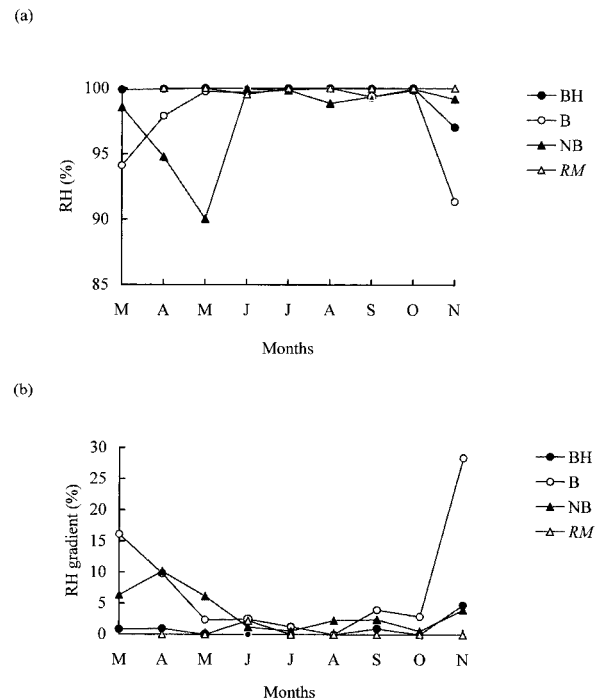 (a)
100
95
90
85
RH (%)
M A M J J A S O N
Months
BH
B
NB
RM
(b)
30
25
20
15
10
5
0
RH gradient (%)
M A M J J A S O N
Months
BH
B
NB
RM